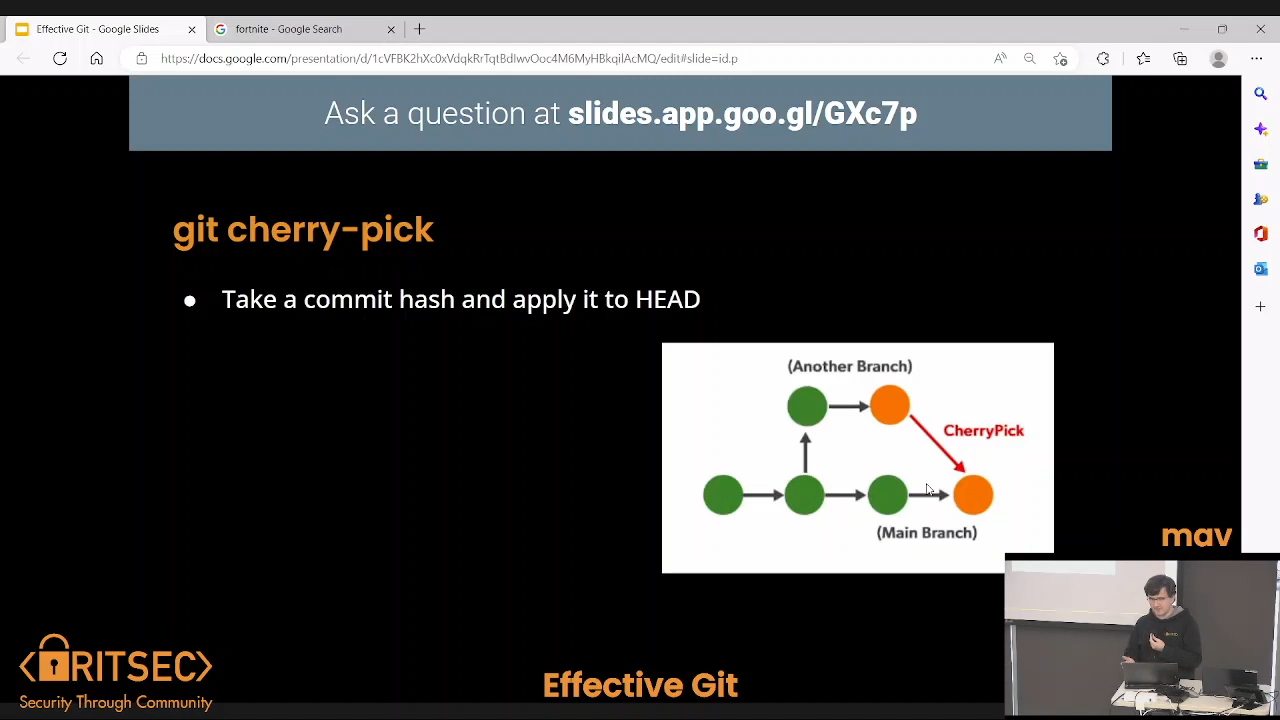 Effective Git - Google Slides
fortnite - Google Search
https://docs.google.com/presentation/d/1cVFBK2hXc0xVdqkRrTqtBdIwvOoc4M6MyHBkqilAcMQ/edit#slide=id.p
Ask a question at slides.app.goo.gl/GXc7p
git cherry-pick
● Take a commit hash and apply it to HEAD
(Another Branch)
CherryPick
(Main Branch)
mav
RITSEC
Security Through Community
Effective Git